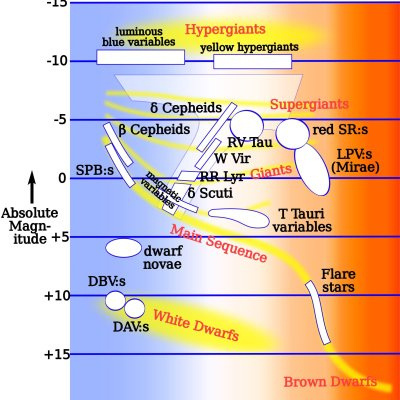 -15
luminous
blue variables
Hypergiants
yellow hypergiants
-10
δ Cepheids
Supergiants
-5
β Cepheids
red SR:s
RV Tau
W Vir
LPV:s
(Mirae)
SPB:s
RR Lyr
Giants
0
magnetic
variables
δ Scuti
Absolute
Magn-
itude
T Tauri
variables
+5
Main Sequence
dwarf
novae
DBV:s
Flare
stars
+10
DAV:s
White Dwarfs
+15
Brown Dwarfs